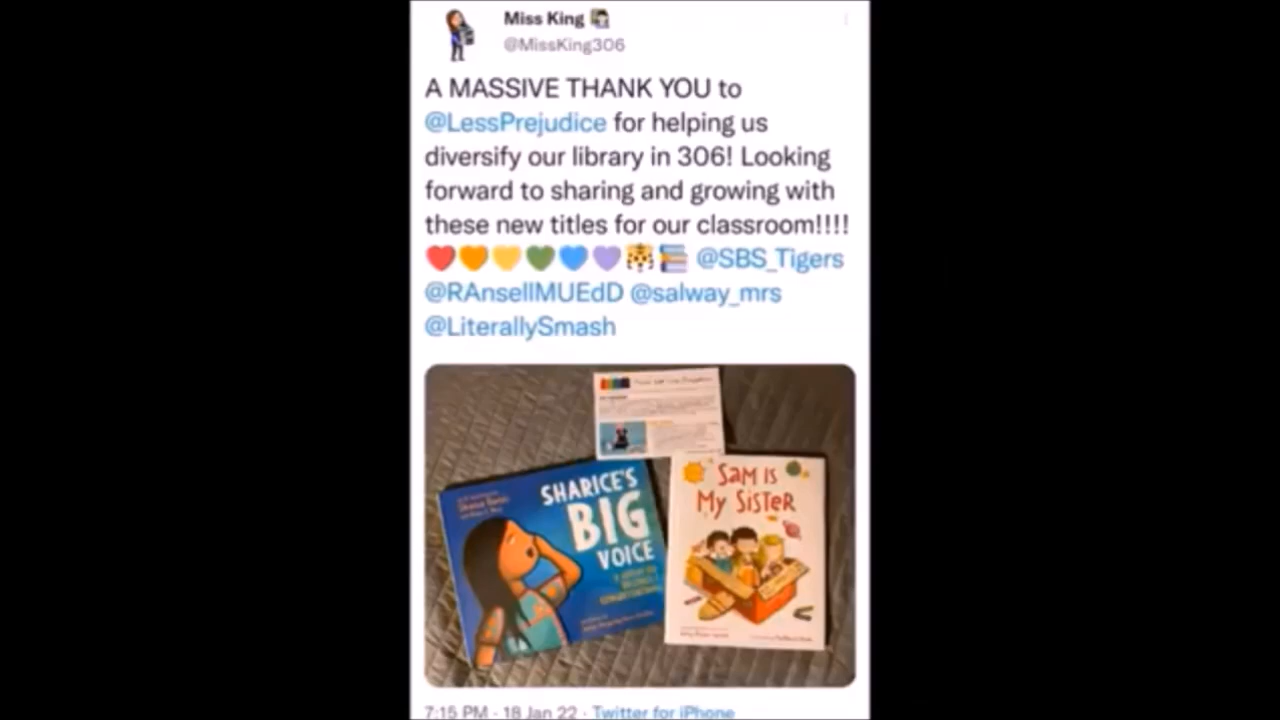 Miss King
@MissKing306
A MASSIVE THANK YOU to
@LessPrejudice for helping us
diversify our library in 306! Looking
forward to sharing and growing with
these new titles for our classroom!!!!
❤️🧡💛💚💙💜🐯📚 @SBS_Tigers
@RAnsellMUEdD @salway_mrs
@LiterallySmash
SHARICE'S
BIG
VOICE
SaM IS
My SiSTeR
7:15 PM · 18 Jan 22 · Twitter for iPhone